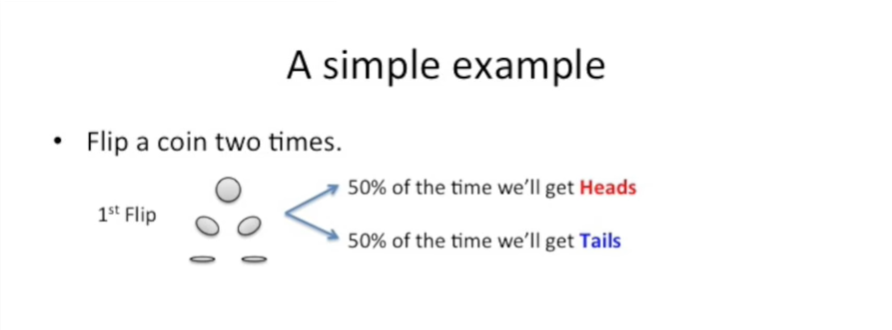 A simple example
• Flip a coin two times.
50% of the time we'll get Heads
1st Flip
50% of the time we'll get Tails